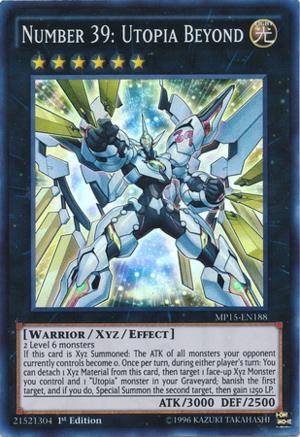 NUMBER 39: UTOPIA BEYOND
LIGHT
光
MP15-EN188
[WARRIOR / XYZ / EFFECT]
2 Level 6 monsters
If this card is Xyz Summoned: The ATK of all monsters your opponent
currently controls become 0. Once per turn, during either player's turn: You
can detach 1 Xyz Material from this card, then target 1 face-up Xyz Monster
you control and 1 "Utopia" monster in your Graveyard; banish the first
target, and if you do, Special Summon the second target, then gain 1250 LP.
ATK/3000 DEF/2500
21521304 1st Edition ©1996 KAZUKI TAKAHASHI